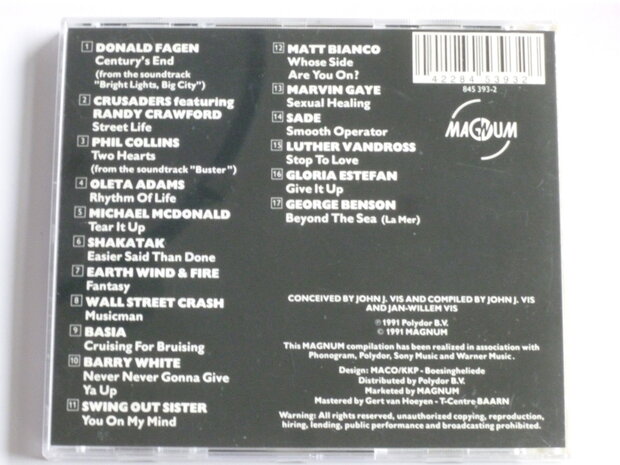 1 DONALD FAGEN
Century's End
(from the soundtrack
"Bright Lights, Big City")
2 CRUSADERS featuring
RANDY CRAWFORD
Street Life
3 PHIL COLLINS
Two Hearts
(from the soundtrack "Buster")
4 OLETA ADAMS
Rhythm Of Life
5 MICHAEL MCDONALD
Tear It Up
6 SHAKATAK
Easier Said Than Done
7 EARTH WIND & FIRE
Fantasy
8 WALL STREET CRASH
Musicman
9 BASIA
Cruising For Bruising
10 BARRY WHITE
Never Never Gonna Give
Ya Up
11 SWING OUT SISTER
You On My Mind
12 MATT BIANCO
Whose Side
Are You On?
13 MARVIN GAYE
Sexual Healing
14 SADE
Smooth Operator
15 LUTHER VANDROSS
Stop To Love
16 GLORIA ESTEFAN
Give It Up
17 GEORGE BENSON
Beyond The Sea (La Mer)
42284 53932
845 393-2
MAGNUM
CONCEIVED BY JOHN J. VIS AND COMPILED BY JOHN J. VIS
AND JAN-WILLEM VIS
℗ 1991 Polydor B.V.
© 1991 MAGNUM
This MAGNUM compilation has been realized in association with
Phonogram, Polydor, Sony Music and Warner Music.
Design: MACO/KKP - Boesingheliede
Distributed by Polydor B.V.
Marketed by MAGNUM
Mastered by Gert van Hoeyen - T-Centre BAARN
Warning: All rights reserved, unauthorized copying, reproduction,
hiring, lending, public performance and broadcasting prohibited.